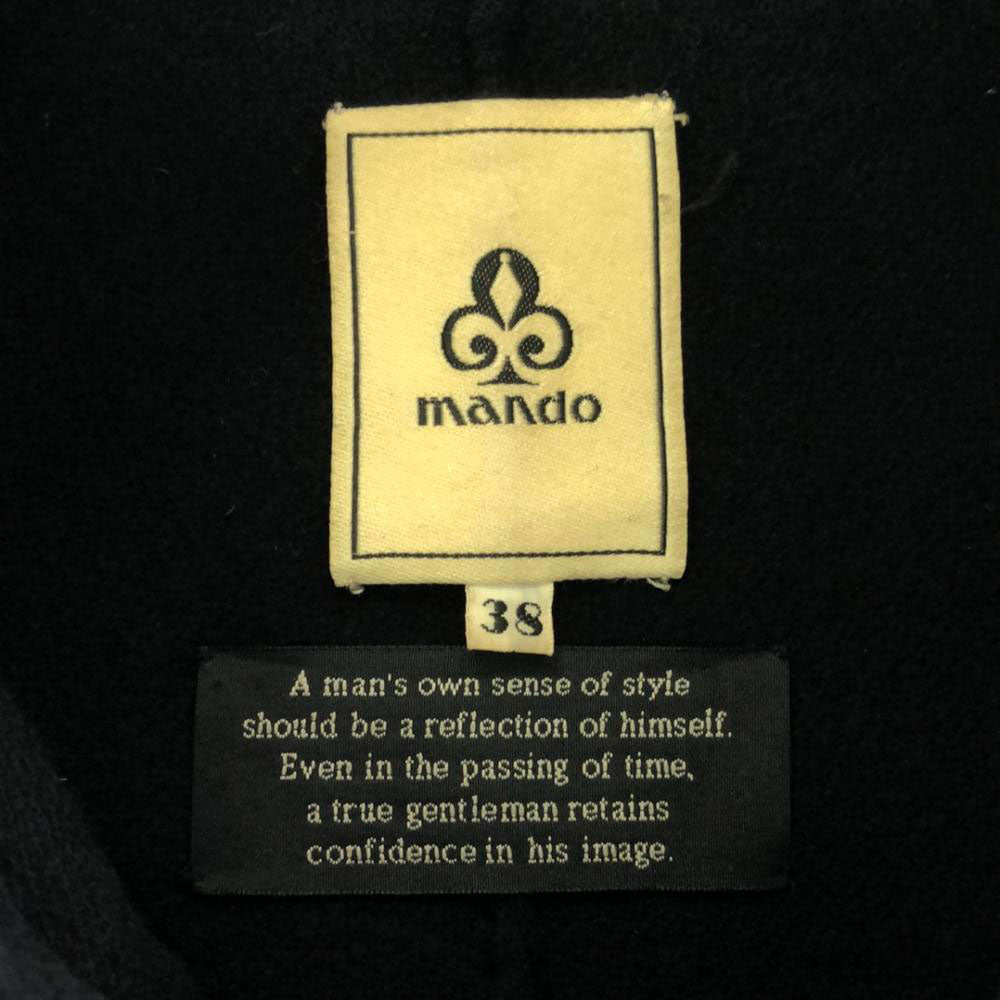 mando
38
A man's own sense of style
should be a reflection of himself.
Even in the passing of time,
a true gentleman retains
confidence in his image.